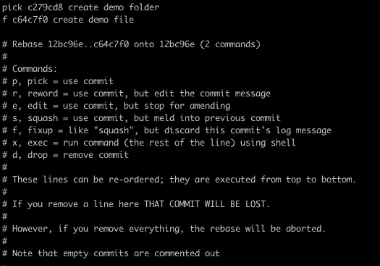 pick c279cd8 create demo folder
f c64c7f0 create demo file

# Rebase 12bc96e..c64c7f0 onto 12bc96e (2 commands)
#
# Commands:
# p, pick = use commit
# r, reword = use commit, but edit the commit message
# e, edit = use commit, but stop for amending
# s, squash = use commit, but meld into previous commit
# f, fixup = like "squash", but discard this commit's log message
# x, exec = run command (the rest of the line) using shell
# d, drop = remove commit
#
# These lines can be re-ordered; they are executed from top to bottom.
#
# If you remove a line here THAT COMMIT WILL BE LOST.
#
# However, if you remove everything, the rebase will be aborted.
#
# Note that empty commits are commented out